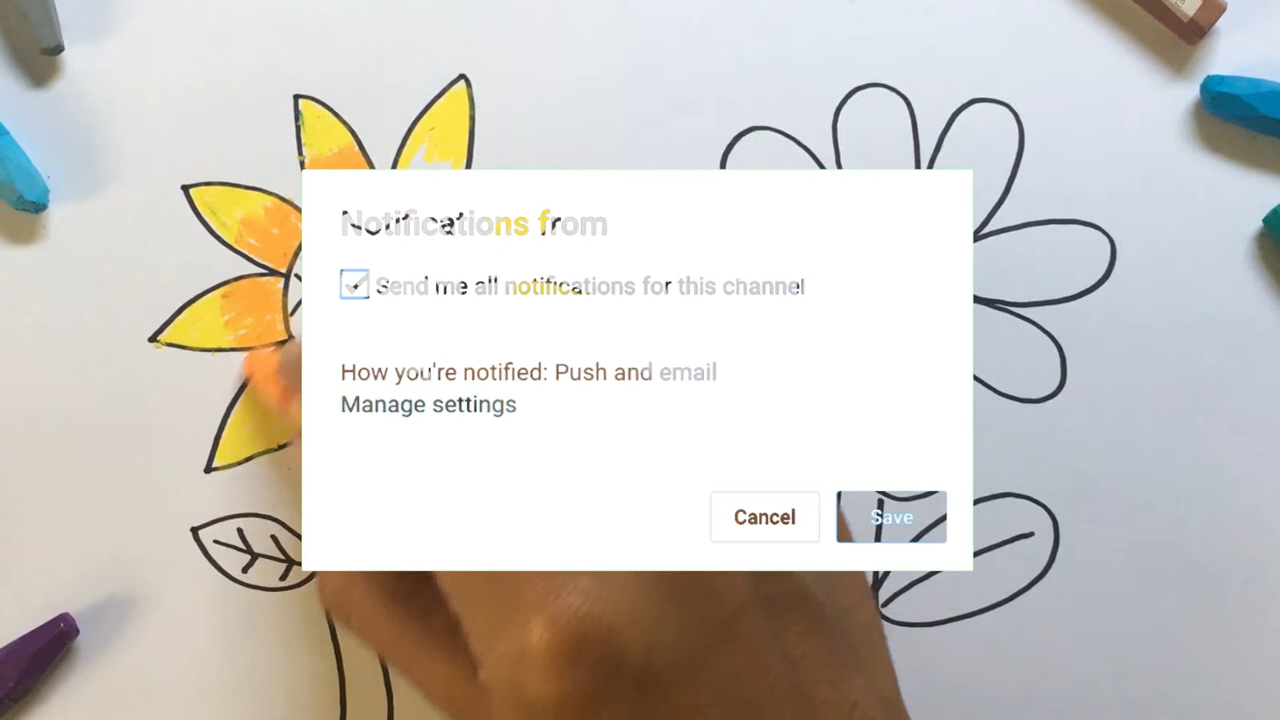 Notifications from
Send me all notifications for this channel
How you're notified: Push and email
Manage settings
Cancel
Save